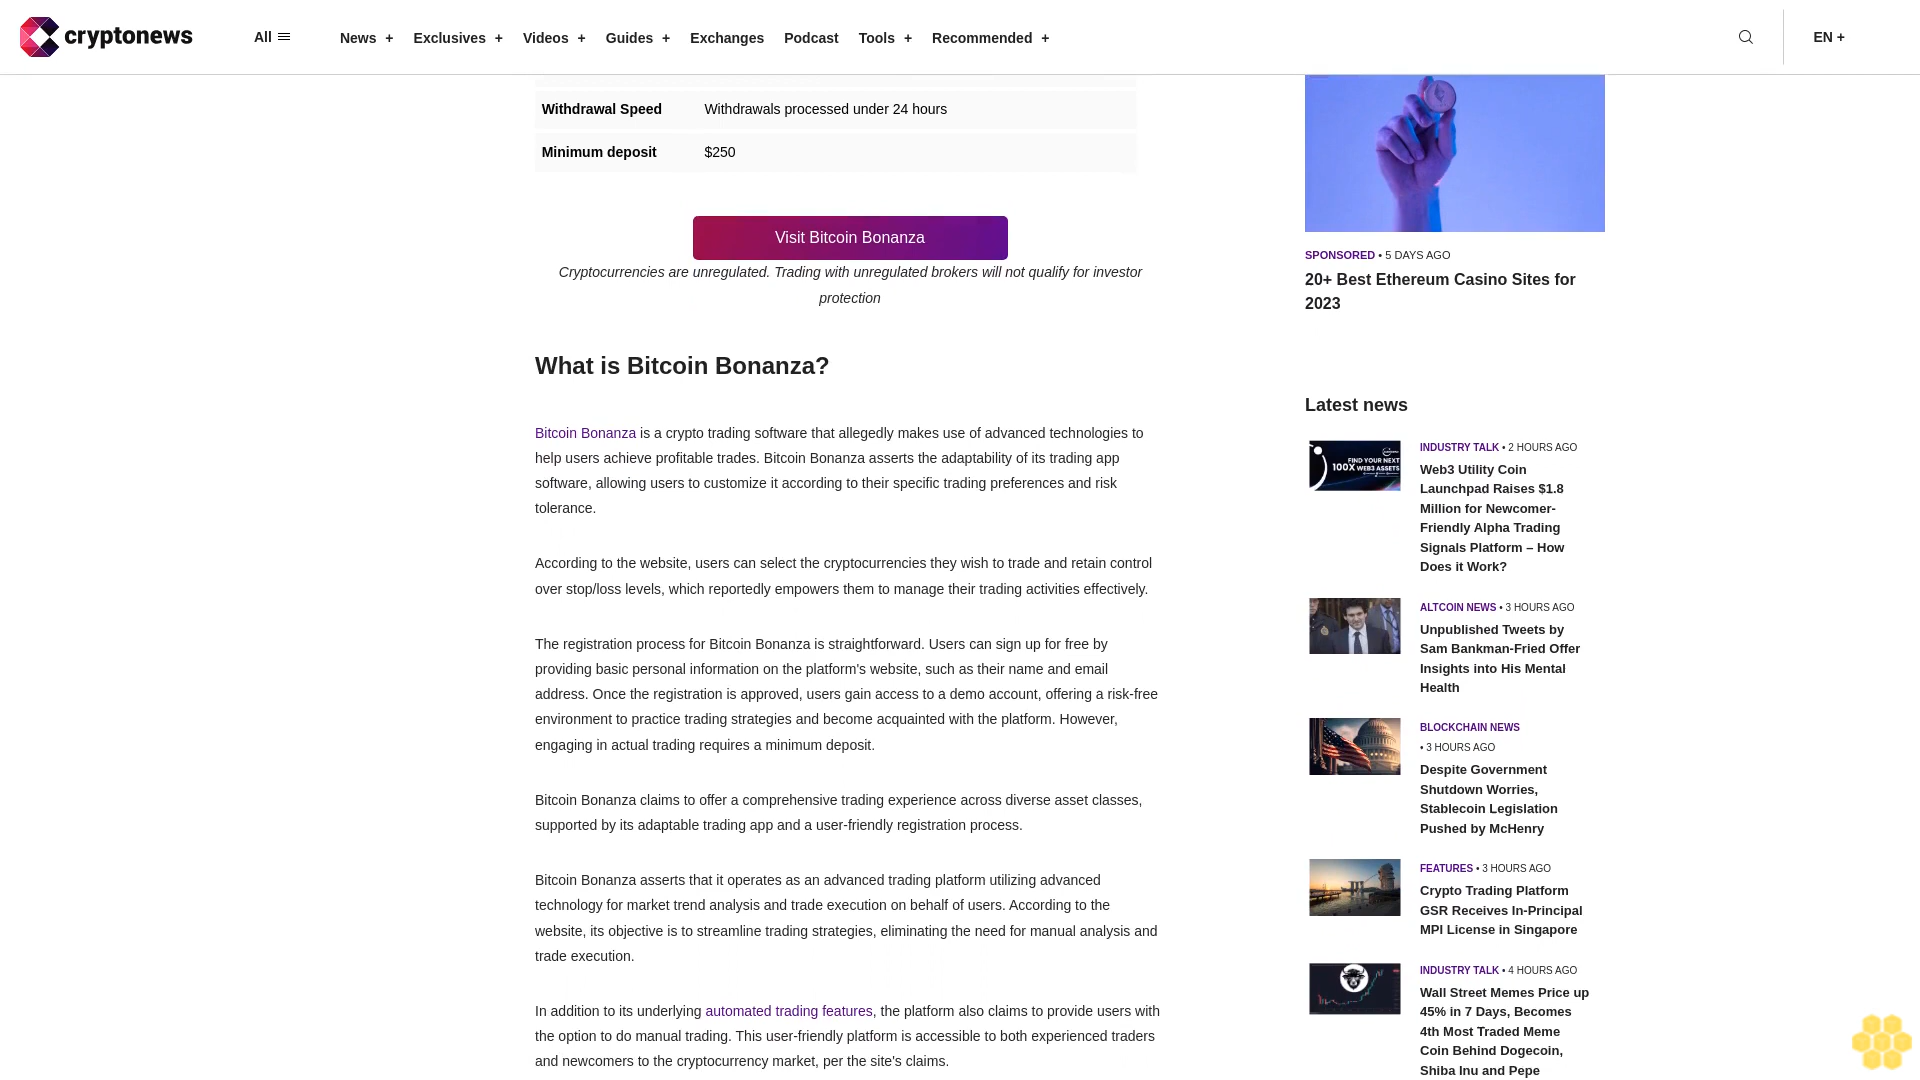 cryptonews
All
News +
Exclusives +
Videos +
Guides +
Exchanges
Podcast
Tools +
Recommended +
EN +
Withdrawal Speed Withdrawals processed under 24 hours
Minimum deposit $250
Visit Bitcoin Bonanza
Cryptocurrencies are unregulated. Trading with unregulated brokers will not qualify for investor
protection
What is Bitcoin Bonanza?
Bitcoin Bonanza is a crypto trading software that allegedly makes use of advanced technologies to
help users achieve profitable trades. Bitcoin Bonanza asserts the adaptability of its trading app
software, allowing users to customize it according to their specific trading preferences and risk
tolerance.
According to the website, users can select the cryptocurrencies they wish to trade and retain control
over stop/loss levels, which reportedly empowers them to manage their trading activities effectively.
The registration process for Bitcoin Bonanza is straightforward. Users can sign up for free by
providing basic personal information on the platform's website, such as their name and email
address. Once the registration is approved, users gain access to a demo account, offering a risk-free
environment to practice trading strategies and become acquainted with the platform. However,
engaging in actual trading requires a minimum deposit.
Bitcoin Bonanza claims to offer a comprehensive trading experience across diverse asset classes,
supported by its adaptable trading app and a user-friendly registration process.
Bitcoin Bonanza asserts that it operates as an advanced trading platform utilizing advanced
technology for market trend analysis and trade execution on behalf of users. According to the
website, its objective is to streamline trading strategies, eliminating the need for manual analysis and
trade execution.
In addition to its underlying automated trading features, the platform also claims to provide users with
the option to do manual trading. This user-friendly platform is accessible to both experienced traders
and newcomers to the cryptocurrency market, per the site's claims.
SPONSORED • 5 DAYS AGO
20+ Best Ethereum Casino Sites for
2023
Latest news
FIND YOUR NEXT
100X WEB3 ASSETS
INDUSTRY TALK • 2 HOURS AGO
Web3 Utility Coin
Launchpad Raises $1.8
Million for Newcomer-
Friendly Alpha Trading
Signals Platform – How
Does it Work?
ALTCOIN NEWS • 3 HOURS AGO
Unpublished Tweets by
Sam Bankman-Fried Offer
Insights into His Mental
Health
BLOCKCHAIN NEWS
• 3 HOURS AGO
Despite Government
Shutdown Worries,
Stablecoin Legislation
Pushed by McHenry
FEATURES • 3 HOURS AGO
Crypto Trading Platform
GSR Receives In-Principal
MPI License in Singapore
INDUSTRY TALK • 4 HOURS AGO
Wall Street Memes Price up
45% in 7 Days, Becomes
4th Most Traded Meme
Coin Behind Dogecoin,
Shiba Inu and Pepe